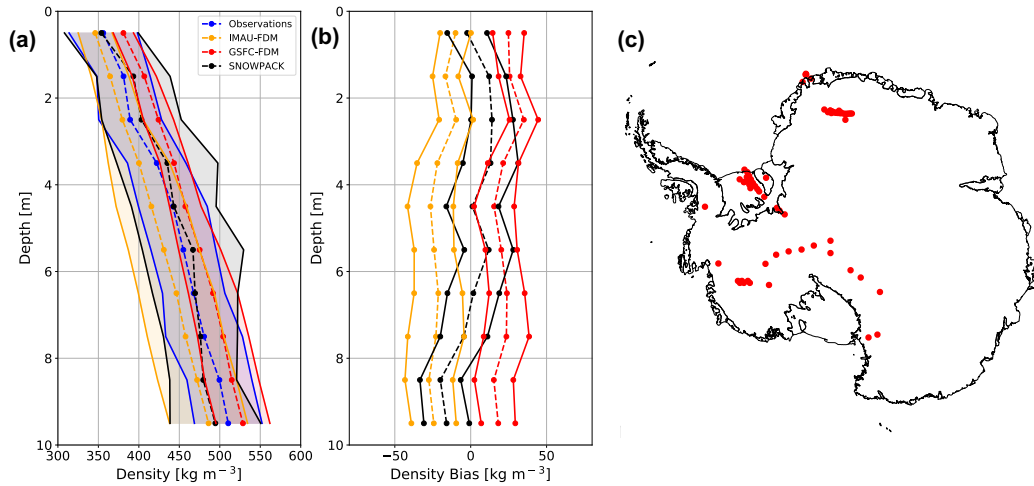 (a)
0
2
4
6
8
10
Depth [m]
300
350
400
450
500
550
600
Density [kg m⁻³]
Observations
IMAU-FDM
GSFC-FDM
SNOWPACK
(b)
0
2
4
6
8
10
Depth [m]
−50
0
50
Density Bias [kg m⁻³]
(c)